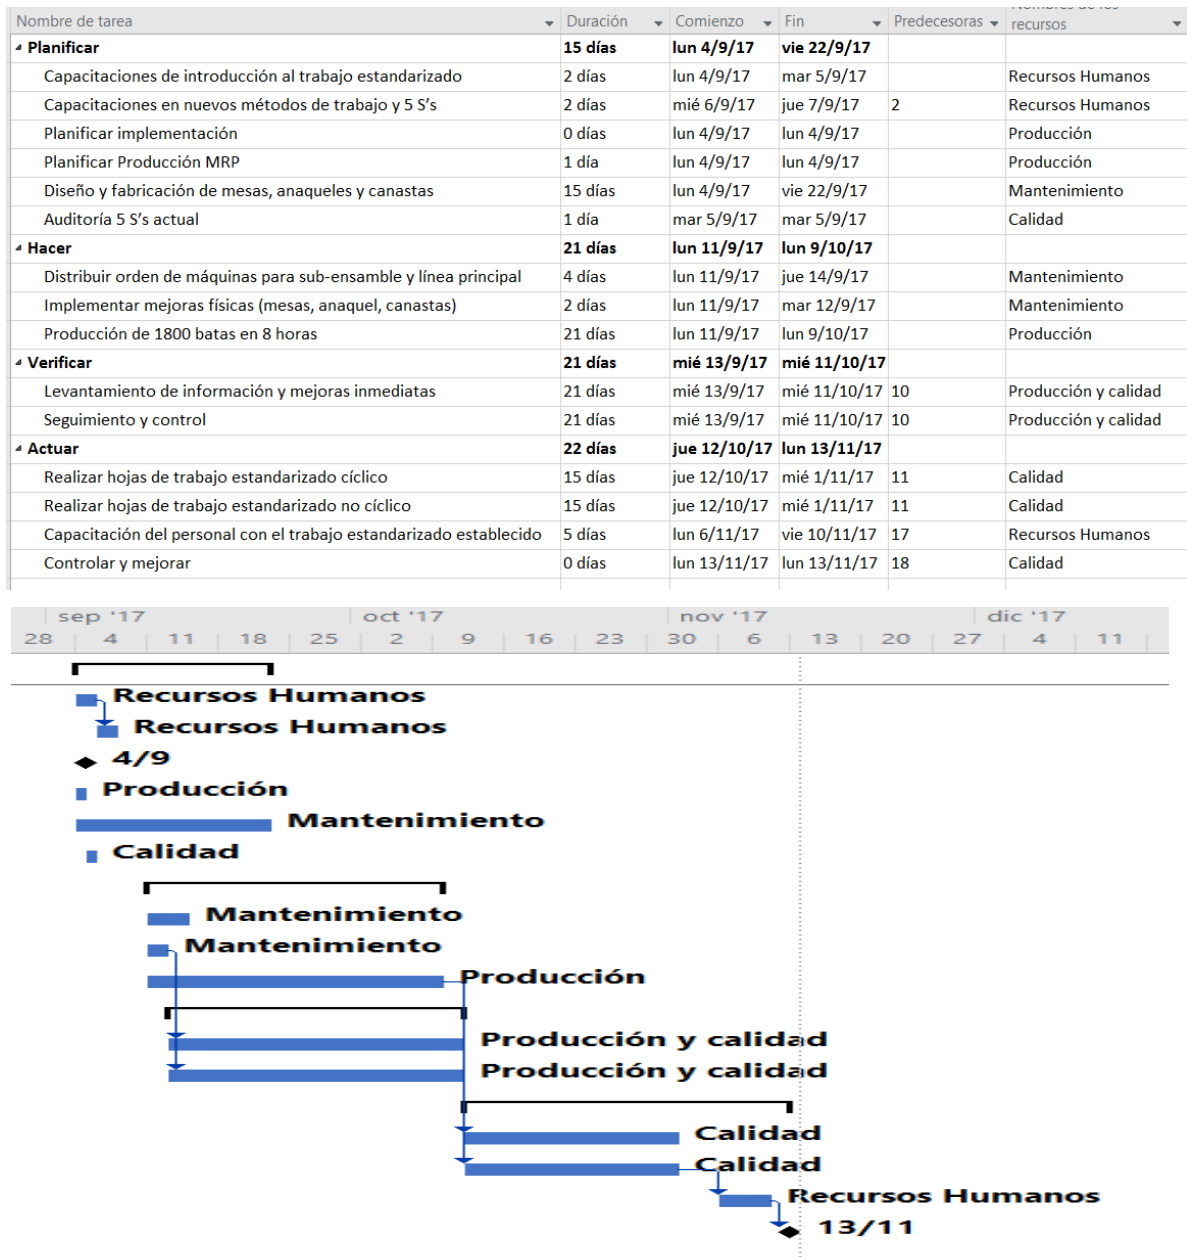 Nombre de tarea Duración Comienzo Fin Predecesoras Nombres de los recursos
Planificar 15 días lun 4/9/17 vie 22/9/17
Capacitaciones de introducción al trabajo estandarizado 2 días lun 4/9/17 mar 5/9/17 Recursos Humanos
Capacitaciones en nuevos métodos de trabajo y 5 S’s 2 días mié 6/9/17 jue 7/9/17 2 Recursos Humanos
Planificar implementación 0 días lun 4/9/17 lun 4/9/17 Producción
Planificar Producción MRP 1 día lun 4/9/17 lun 4/9/17 Producción
Diseño y fabricación de mesas, anaqueles y canastas 15 días lun 4/9/17 vie 22/9/17 Mantenimiento
Auditoría 5 S’s actual 1 día mar 5/9/17 mar 5/9/17 Calidad
Hacer 21 días lun 11/9/17 lun 9/10/17
Distribuir orden de máquinas para sub-ensamble y línea principal 4 días lun 11/9/17 jue 14/9/17 Mantenimiento
Implementar mejoras físicas (mesas, anaquel, canastas) 2 días lun 11/9/17 mar 12/9/17 Mantenimiento
Producción de 1800 batas en 8 horas 21 días lun 11/9/17 lun 9/10/17 Producción
Verificar 21 días mié 13/9/17 mié 11/10/17
Levantamiento de información y mejoras inmediatas 21 días mié 13/9/17 mié 11/10/17 10 Producción y calidad
Seguimiento y control 21 días mié 13/9/17 mié 11/10/17 10 Producción y calidad
Actuar 22 días jue 12/10/17 lun 13/11/17
Realizar hojas de trabajo estandarizado cíclico 15 días jue 12/10/17 mié 1/11/17 11 Calidad
Realizar hojas de trabajo estandarizado no cíclico 15 días jue 12/10/17 mié 1/11/17 11 Calidad
Capacitación del personal con el trabajo estandarizado establecido 5 días lun 6/11/17 vie 10/11/17 17 Recursos Humanos
Controlar y mejorar 0 días lun 13/11/17 lun 13/11/17 18 Calidad
sep '17 oct '17 nov '17 dic '17
28 4 11 18 25 2 9 16 23 30 6 13 20 27 4 11
Recursos Humanos
Recursos Humanos
4/9
Producción
Mantenimiento
Calidad
Mantenimiento
Mantenimiento
Producción
Producción y calidad
Producción y calidad
Calidad
Calidad
Recursos Humanos
13/11